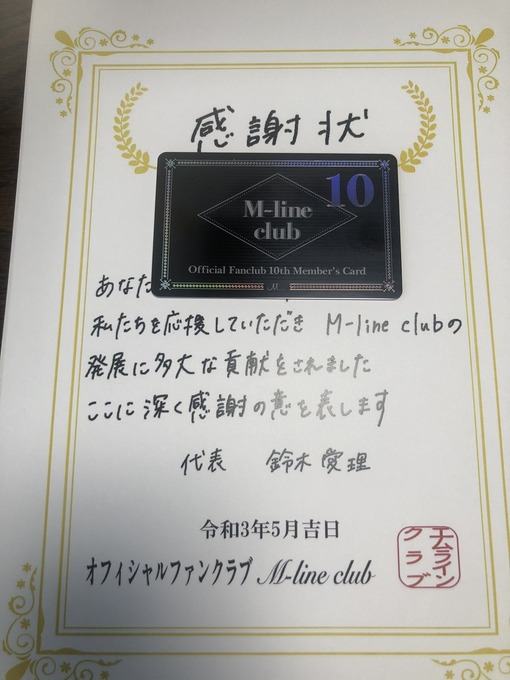 感謝状
10
M-line
club
Official Fanclub 10th Member's Card
M
あなた
私たちを応援していただき M-line clubの
発展に多大な貢献をされました
ここに深く感謝の意を表します
代表 鈴木愛理
令和3年5月吉日
オフィシャルファンクラブ M-line club
エムライン
クラブ